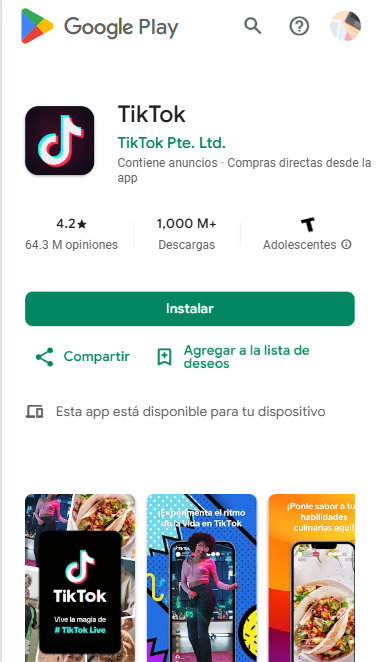 Google Play
TikTok
TikTok Pte. Ltd.
Contiene anuncios · Compras directas desde la
app
4.2★
64.3 M opiniones
1,000 M+
Descargas
T
Adolescentes
Instalar
Compartir
Agregar a la lista de
deseos
Esta app está disponible para tu dispositivo
TikTok
Vive la magia de
# TikTok Live
¡Experimenta el ritmo
de la vida en TikTok
¡Ponle sabor a tu
habilidades
culinarias aquí!